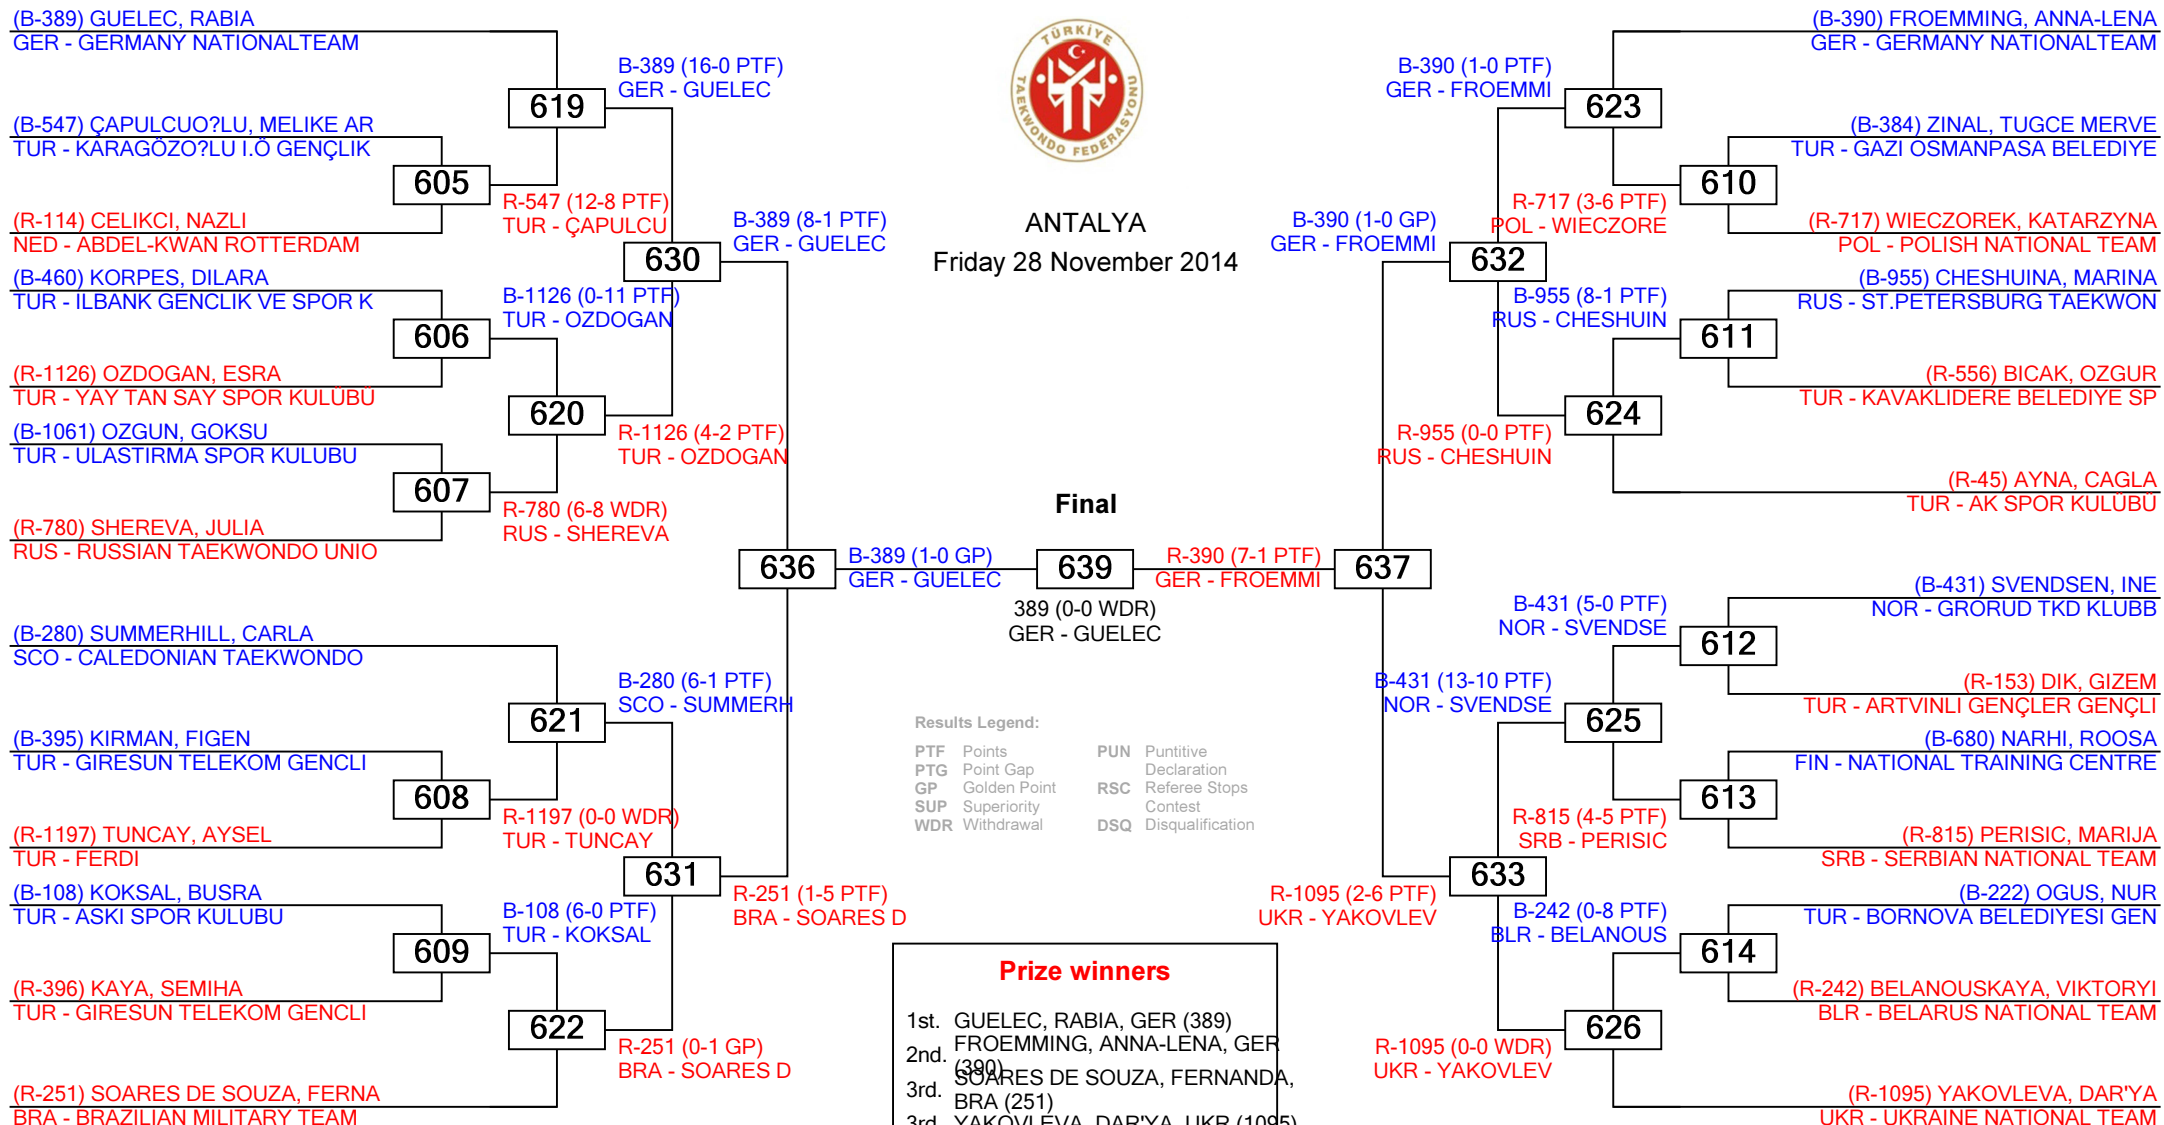 (B-389) GUELEC, RABIA
GER - GERMANY NATIONALTEAM
(B-547) ÇAPULCUO?LU, MELIKE AR
TUR - KARAGÖZO?LU I.Ö GENÇLIK
(R-114) CELIKCI, NAZLI
NED - ABDEL-KWAN ROTTERDAM
(B-460) KORPES, DILARA
TUR - ILBANK GENCLIK VE SPOR K
(R-1126) OZDOGAN, ESRA
TUR - YAY TAN SAY SPOR KULÜBÜ
(B-1061) OZGUN, GOKSU
TUR - ULASTIRMA SPOR KULUBU
(R-780) SHEREVA, JULIA
RUS - RUSSIAN TAEKWONDO UNIO
(B-280) SUMMERHILL, CARLA
SCO - CALEDONIAN TAEKWONDO
(B-395) KIRMAN, FIGEN
TUR - GIRESUN TELEKOM GENCLI
(R-1197) TUNCAY, AYSEL
TUR - FERDI
(B-108) KOKSAL, BUSRA
TUR - ASKI SPOR KULUBU
(R-396) KAYA, SEMIHA
TUR - GIRESUN TELEKOM GENCLI
(R-251) SOARES DE SOUZA, FERNA
BRA - BRAZILIAN MILITARY TEAM
605
606
607
608
609
R-547 (12-8 PTF)
TUR - ÇAPULCU
B-1126 (0-11 PTF)
TUR - OZDOGAN
R-780 (6-8 WDR)
RUS - SHEREVA
R-1197 (0-0 WDR)
TUR - TUNCAY
B-108 (6-0 PTF)
TUR - KOKSAL
619
620
621
622
B-389 (16-0 PTF)
GER - GUELEC
R-1126 (4-2 PTF)
TUR - OZDOGAN
B-280 (6-1 PTF)
SCO - SUMMERH
R-251 (0-1 GP)
BRA - SOARES D
630
631
B-389 (8-1 PTF)
GER - GUELEC
R-251 (1-5 PTF)
BRA - SOARES D
636
B-389 (1-0 GP)
GER - GUELEC
TÜRKİYE
TAEKWONDO FEDERASYONU
ANTALYA
Friday 28 November 2014
Final
639
389 (0-0 WDR)
GER - GUELEC
Results Legend:
PTF Points
PTG Point Gap
GP Golden Point
SUP Superiority
WDR Withdrawal
PUN Puntitive
Declaration
RSC Referee Stops
Contest
DSQ Disqualification
Prize winners
1st. GUELEC, RABIA, GER (389)
2nd. FROEMMING, ANNA-LENA, GER
(390)
3rd. SOARES DE SOUZA, FERNANDA,
BRA (251)
3rd. YAKOVLEVA, DAR'YA, UKR (1095)
R-390 (7-1 PTF)
GER - FROEMMI
637
B-390 (1-0 GP)
GER - FROEMMI
R-1095 (2-6 PTF)
UKR - YAKOVLEV
632
633
B-390 (1-0 PTF)
GER - FROEMMI
R-955 (0-0 PTF)
RUS - CHESHUIN
B-431 (13-10 PTF)
NOR - SVENDSE
R-1095 (0-0 WDR)
UKR - YAKOVLEV
623
624
625
626
R-717 (3-6 PTF)
POL - WIECZORE
B-955 (8-1 PTF)
RUS - CHESHUIN
B-431 (5-0 PTF)
NOR - SVENDSE
R-815 (4-5 PTF)
SRB - PERISIC
B-242 (0-8 PTF)
BLR - BELANOUS
610
611
612
613
614
(B-390) FROEMMING, ANNA-LENA
GER - GERMANY NATIONALTEAM
(B-384) ZINAL, TUGCE MERVE
TUR - GAZI OSMANPASA BELEDIYE
(R-717) WIECZOREK, KATARZYNA
POL - POLISH NATIONAL TEAM
(B-955) CHESHUINA, MARINA
RUS - ST.PETERSBURG TAEKWON
(R-556) BICAK, OZGUR
TUR - KAVAKLIDERE BELEDIYE SP
(R-45) AYNA, CAGLA
TUR - AK SPOR KULÜBÜ
(B-431) SVENDSEN, INE
NOR - GRORUD TKD KLUBB
(R-153) DIK, GIZEM
TUR - ARTVINLI GENÇLER GENÇLI
(B-680) NARHI, ROOSA
FIN - NATIONAL TRAINING CENTRE
(R-815) PERISIC, MARIJA
SRB - SERBIAN NATIONAL TEAM
(B-222) OGUS, NUR
TUR - BORNOVA BELEDIYESI GEN
(R-242) BELANOUSKAYA, VIKTORYI
BLR - BELARUS NATIONAL TEAM
(R-1095) YAKOVLEVA, DAR'YA
UKR - UKRAINE NATIONAL TEAM